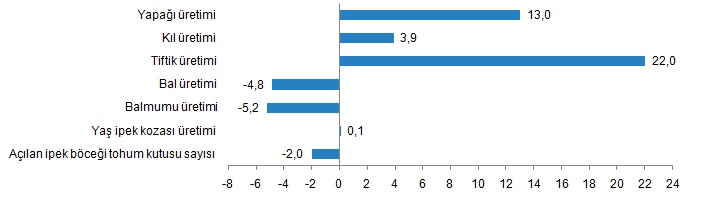 Yapağı üretimi 13,0
Kıl üretimi 3,9
Tiftik üretimi 22,0
Bal üretimi -4,8
Balmumu üretimi -5,2
Yaş ipek kozası üretimi 0,1
Açılan ipek böceği tohum kutusu sayısı -2,0
-8 -6 -4 -2 0 2 4 6 8 10 12 14 16 18 20 22 24